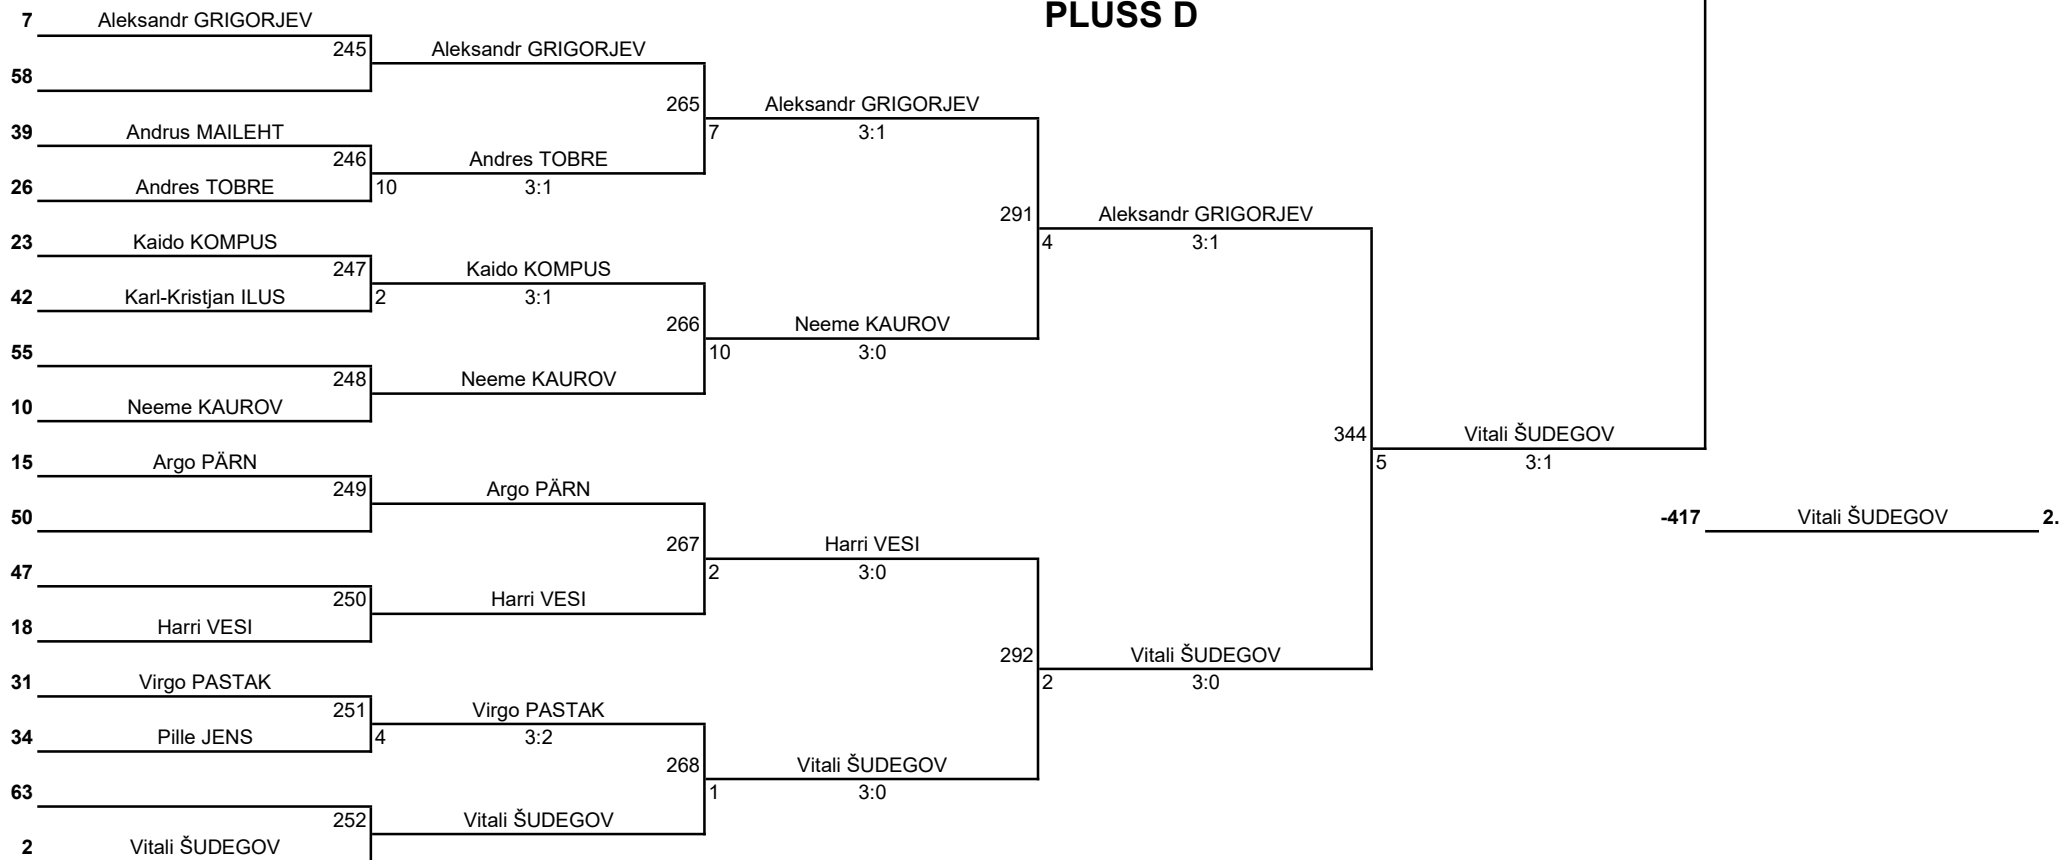 PLUSS D
7 Aleksandr GRIGORJEV
245 Aleksandr GRIGORJEV
58
265 Aleksandr GRIGORJEV
39 Andrus MAILEHT 7 3:1
246 Andres TOBRE
26 Andres TOBRE 10 3:1
291 Aleksandr GRIGORJEV
23 Kaido KOMPUS 4 3:1
247 Kaido KOMPUS
42 Karl-Kristjan ILUS 2 3:1
266 Neeme KAUROV
55 10 3:0
248 Neeme KAUROV
10 Neeme KAUROV
344 Vitali ŠUDEGOV
15 Argo PÄRN 5 3:1
249 Argo PÄRN
50 -417 Vitali ŠUDEGOV 2.
267 Harri VESI
47 2 3:0
250 Harri VESI
18 Harri VESI
292 Vitali ŠUDEGOV
31 Virgo PASTAK 2 3:0
251 Virgo PASTAK
34 Pille JENS 4 3:2
268 Vitali ŠUDEGOV
63 1 3:0
252 Vitali ŠUDEGOV
2 Vitali ŠUDEGOV